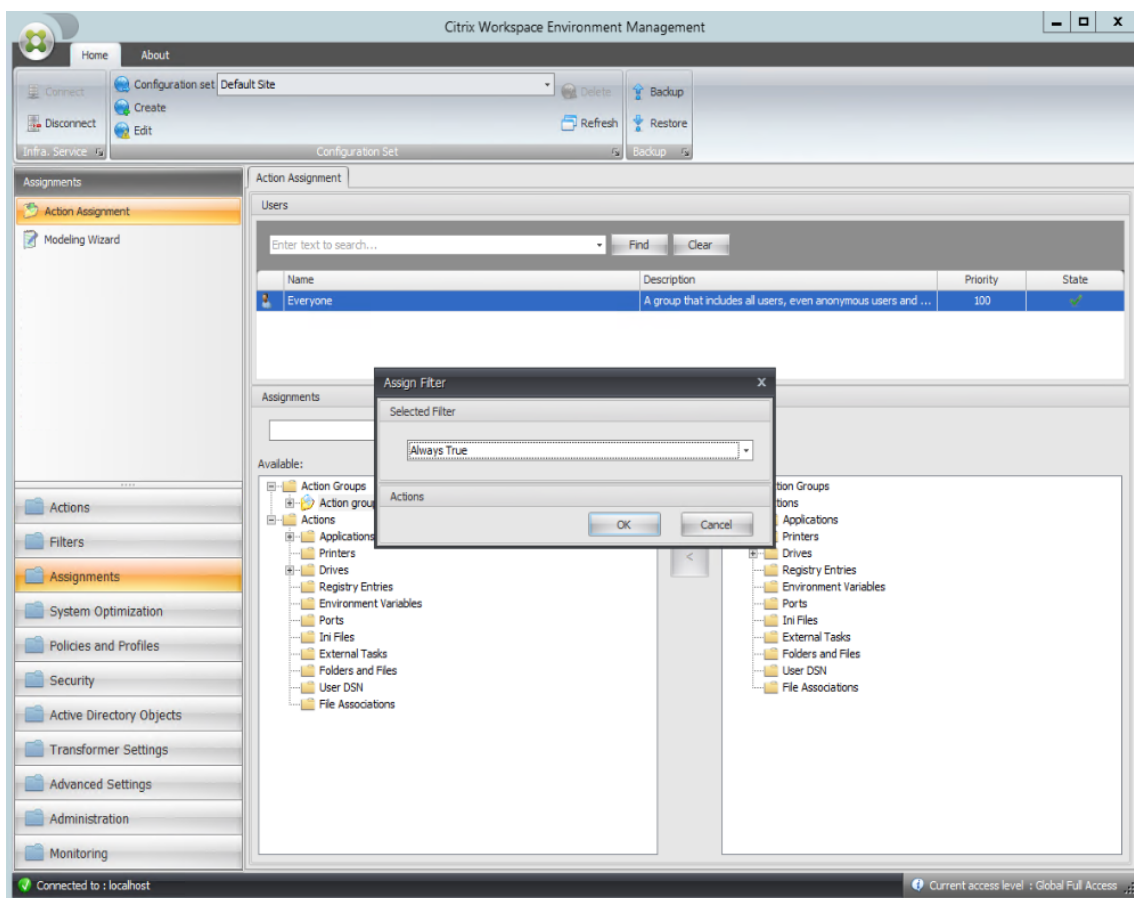 Citrix Workspace Environment Management
Home About
Connect
Disconnect
Infra. Service
Configuration set Default Site
Create
Edit
Delete
Refresh
Configuration Set
Backup
Restore
Backup
Assignments
Action Assignment
Modeling Wizard
Actions
Filters
Assignments
System Optimization
Policies and Profiles
Security
Active Directory Objects
Transformer Settings
Advanced Settings
Administration
Monitoring
Action Assignment
Users
Enter text to search...
Find
Clear
Name Description Priority State
Everyone A group that includes all users, even anonymous users and ... 100
Assignments
Available:
Action Groups
Action grou
Actions
Applications
Printers
Drives
Registry Entries
Environment Variables
Ports
Ini Files
External Tasks
Folders and Files
User DSN
File Associations
Assign Filter X
Selected Filter
Always True
Actions
OK
Cancel
<
tion Groups
tions
Applications
Printers
Drives
Registry Entries
Environment Variables
Ports
Ini Files
External Tasks
Folders and Files
User DSN
File Associations
Connected to : localhost
Current access level : Global Full Access